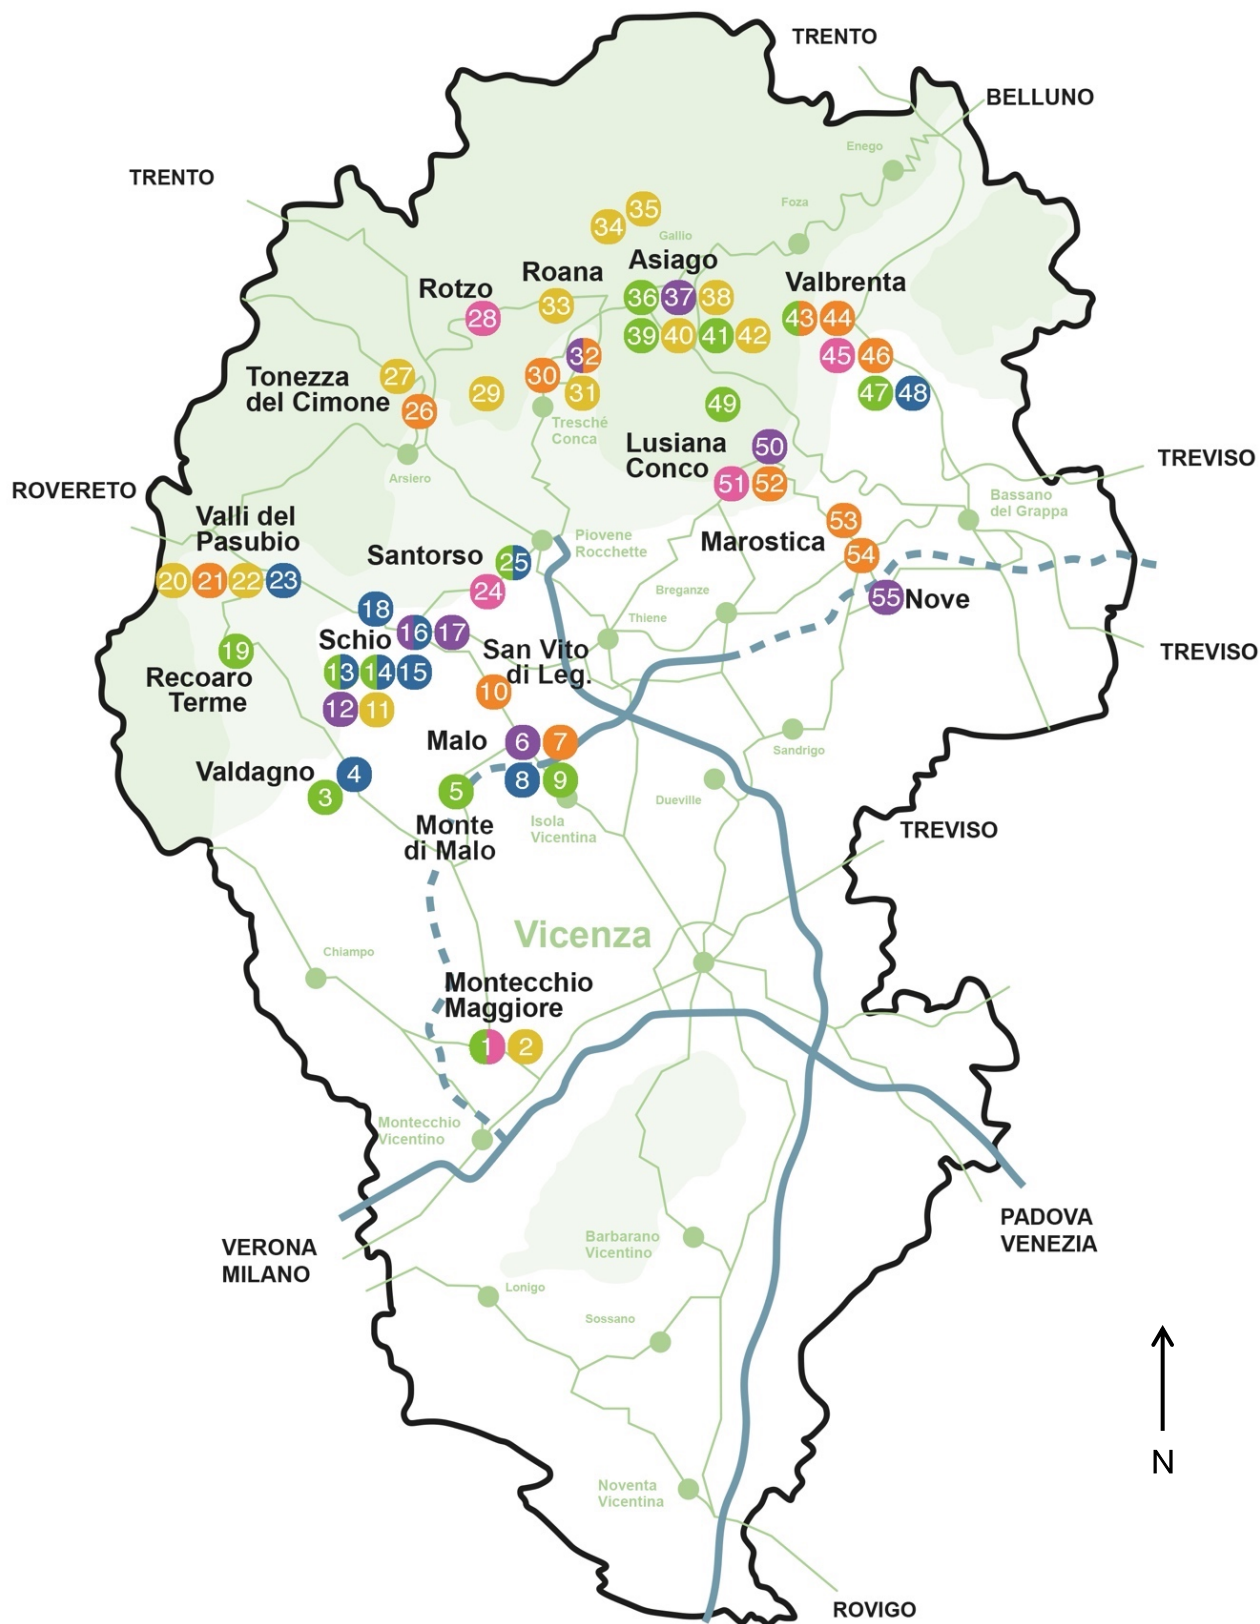 TRENTO
BELLUNO
Enego
TRENTO
Foza
35
34
Gallio
Asiago
Roana
Rotzo
Valbrenta
36 37 38
33
28
43 44
39 40 41 42
32
45 46
30
27
Tonezza
del Cimone
29
31
47 48
49
26
Tresché
Conca
Lusiana
Conco
50
Arsiero
51 52
TREVISO
ROVERETO
Bassano
del Grappa
Valli del
Pasubio
53
Marostica
54
Piovene
Rocchette
Santorso
25
20 21 22 23
24
Breganze
55 Nove
18
Thiene
Schio
16 17
19
San Vito
di Leg.
TREVISO
Recoaro
Terme
13 14 15
10
12 11
Malo
6 7
Sandrigo
Valdagno
4
3
5
8 9
Dueville
Monte
di Malo
Isola
Vicentina
TREVISO
Vicenza
Chiampo
Montecchio
Maggiore
1 2
Montecchio
Vicentino
PADOVA
VENEZIA
VERONA
MILANO
Barbarano
Vicentino
Lonigo
Sossano
N
Noventa
Vicentina
ROVIGO